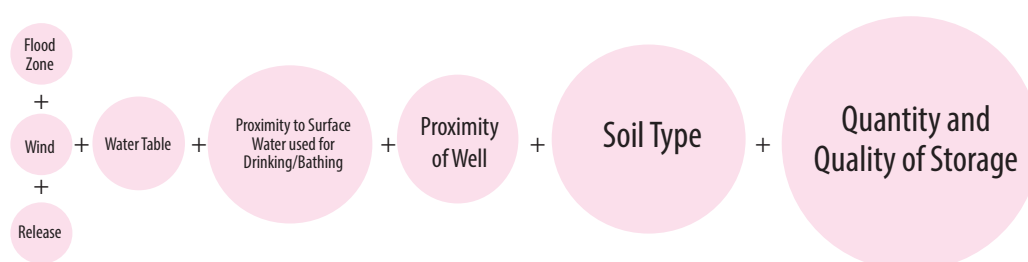 Flood
Zone
+
Wind
+
Release
+
Water Table
+
Proximity to Surface
Water used for
Drinking/Bathing
+
Proximity
of Well
+
Soil Type
+
Quantity and
Quality of Storage